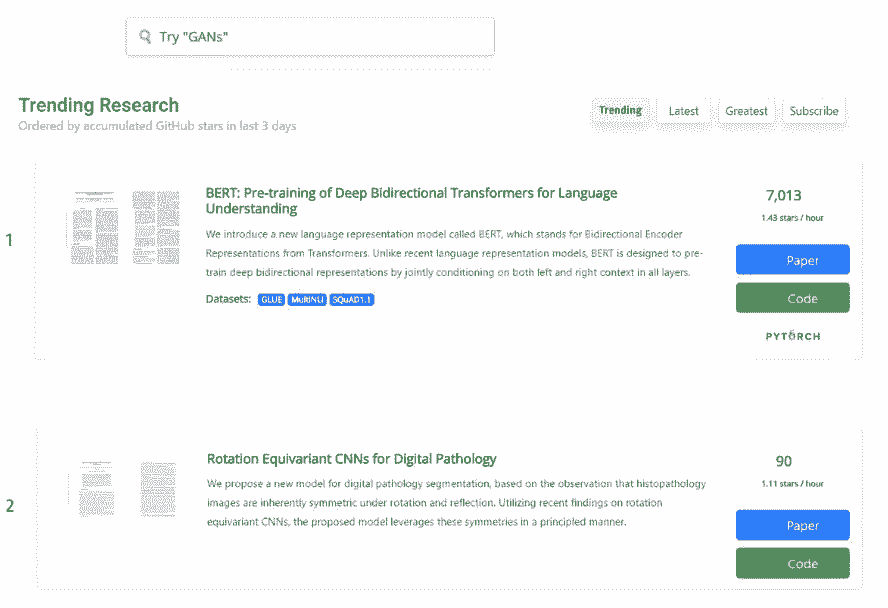 Try "GANs"
Trending Research
Ordered by accumulated GitHub stars in last 3 days
Trending
Latest
Greatest
Subscribe
1
BERT: Pre-training of Deep Bidirectional Transformers for Language
Understanding
We introduce a new language representation model called BERT, which stands for Bidirectional Encoder
Representations from Transformers. Unlike recent language representation models, BERT is designed to pre-
train deep bidirectional representations by jointly conditioning on both left and right context in all layers.
Datasets: GLUE MultiNLI SQuAD1.1
7,013
1.43 stars / hour
Paper
Code
PYTORCH
2
Rotation Equivariant CNNs for Digital Pathology
We propose a new model for digital pathology segmentation, based on the observation that histopathology
images are inherently symmetric under rotation and reflection. Utilizing recent findings on rotation
equivariant CNNs, the proposed model leverages these symmetries in a principled manner.
90
1.11 stars / hour
Paper
Code